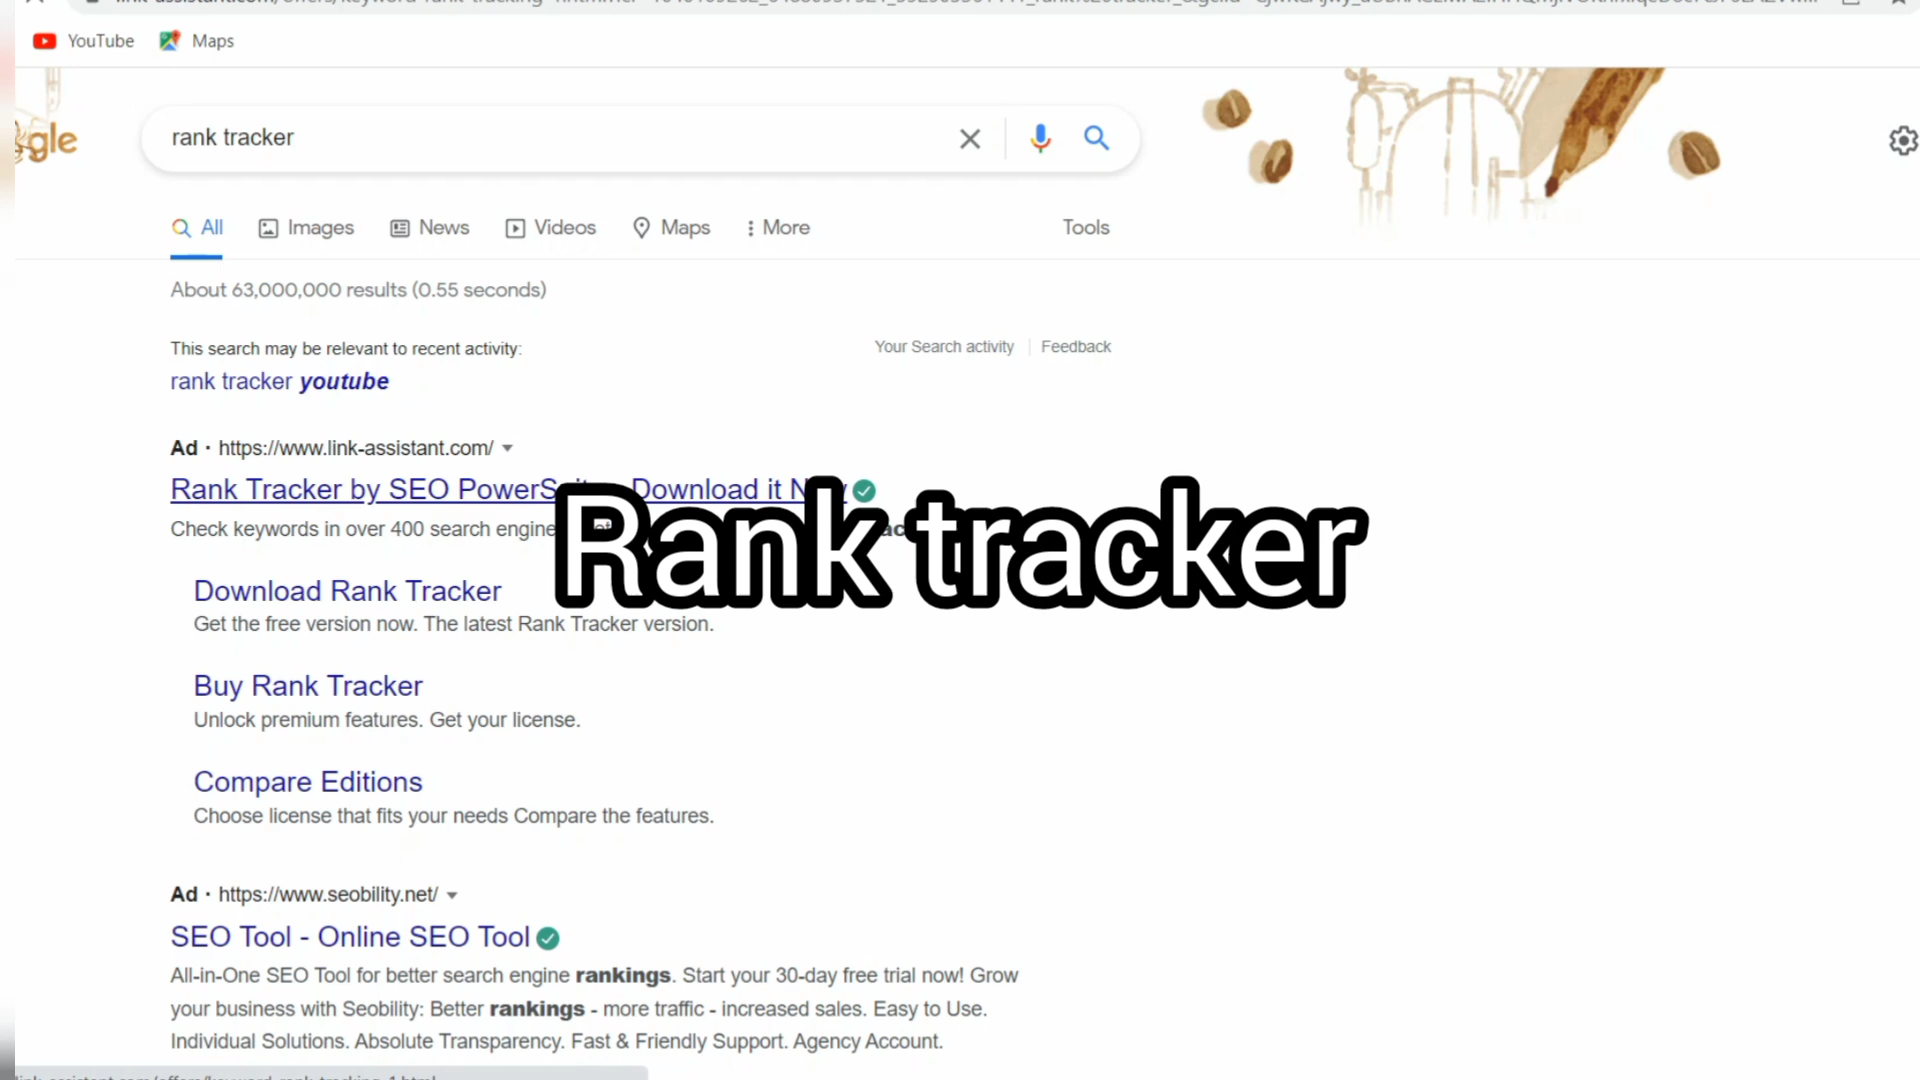 YouTube Maps
gle
rank tracker
All Images News Videos Maps More Tools
About 63,000,000 results (0.55 seconds)
This search may be relevant to recent activity: Your Search activity Feedback
rank tracker youtube
Ad · https://www.link-assistant.com/
Rank Tracker by SEO Download it
Check keywords in over 400 search
Rank tracker
Download Rank Tracker
Get the free version now. The latest Rank Tracker version.
Buy Rank Tracker
Unlock premium features. Get your license.
Compare Editions
Choose license that fits your needs Compare the features.
Ad · https://www.seobility.net/
SEO Tool - Online SEO Tool
All-in-One SEO Tool for better search engine rankings. Start your 30-day free trial now! Grow
your business with Seobility: Better rankings - more traffic - increased sales. Easy to Use.
Individual Solutions. Absolute Transparency. Fast & Friendly Support. Agency Account.